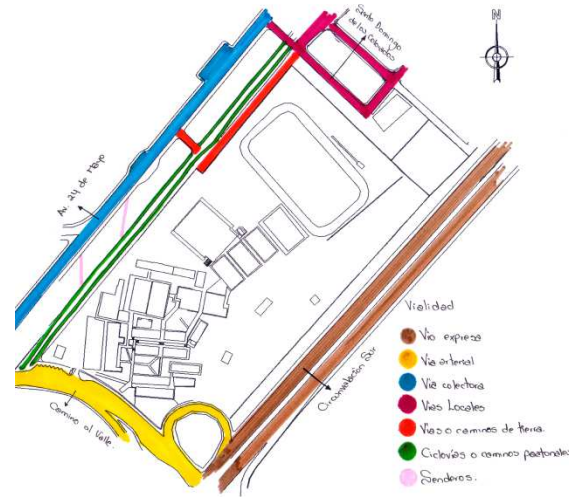 Santo Domingo
de los Colorados
N
Av. 24 de Mayo
Camino al Valle.
Circunvalación Sur
Vialidad
Vía expresa
Vía arterial
Vía colectora
Vías Locales
Vías o caminos de tierra.
Ciclovías o caminos peatonales
Senderos.